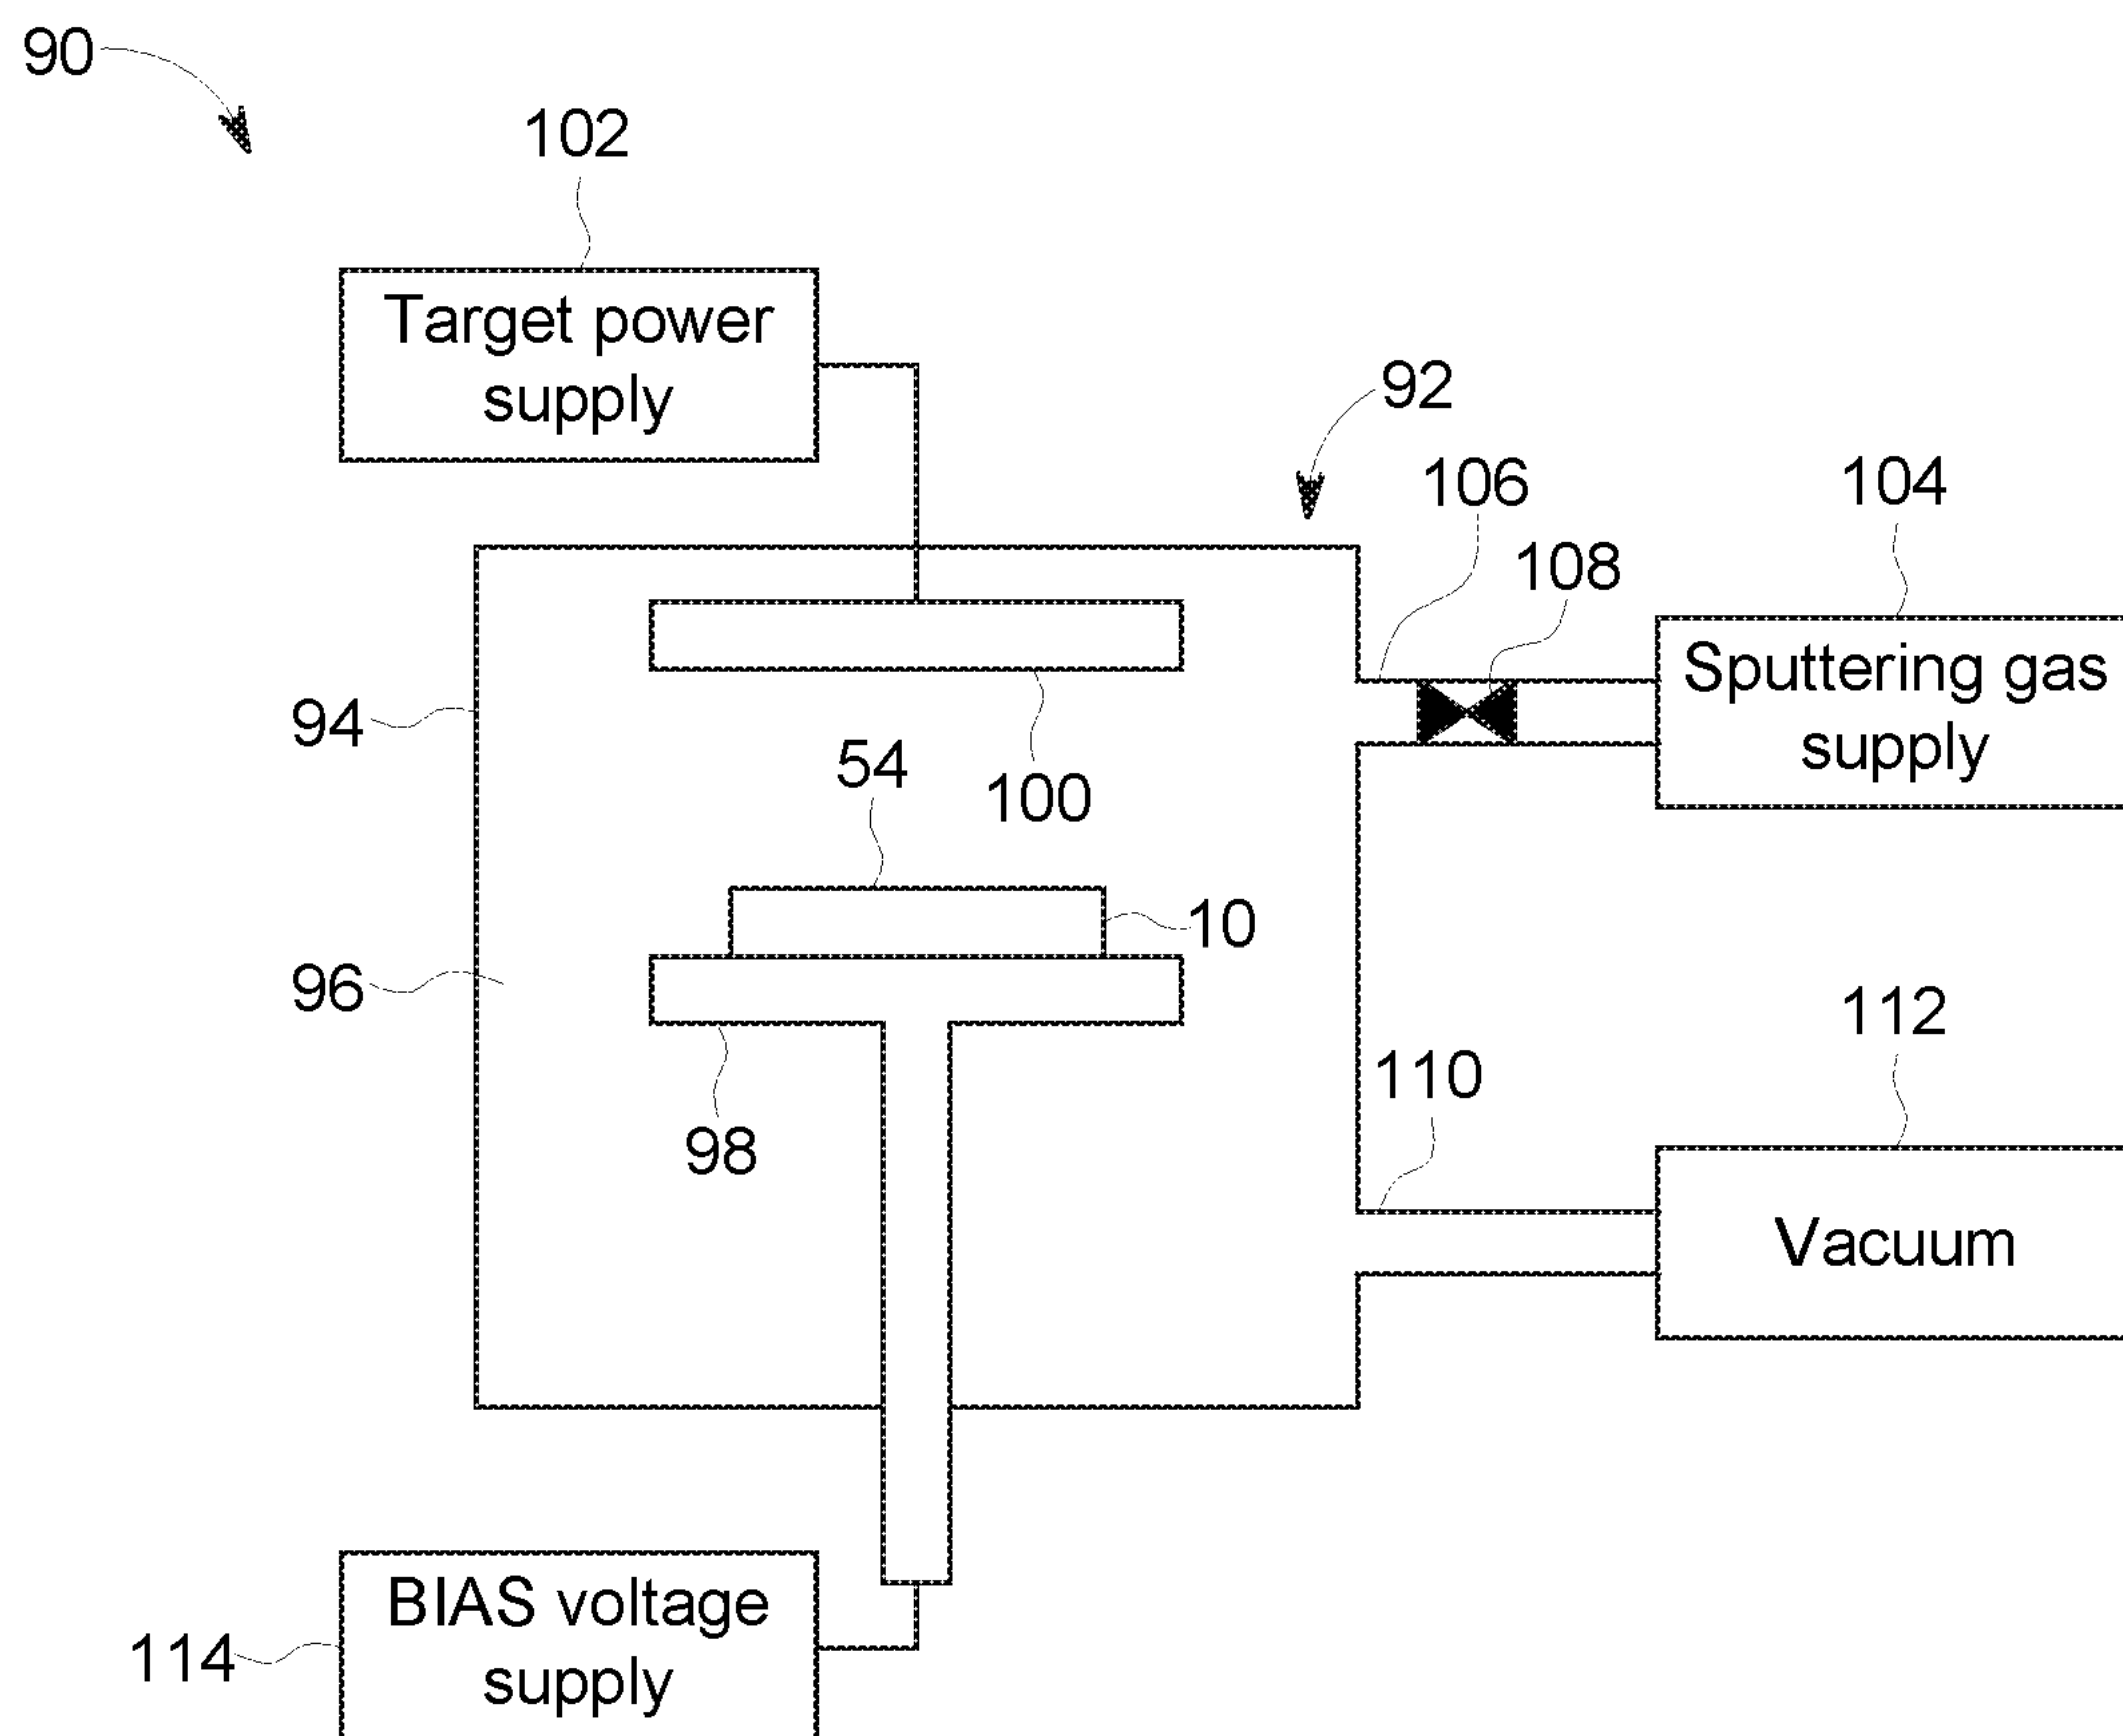 90
102
Target power
supply
92
106
104
108
Sputtering gas
supply
94
54
100
10
96
112
110
98
Vacuum
BIAS voltage
supply
114